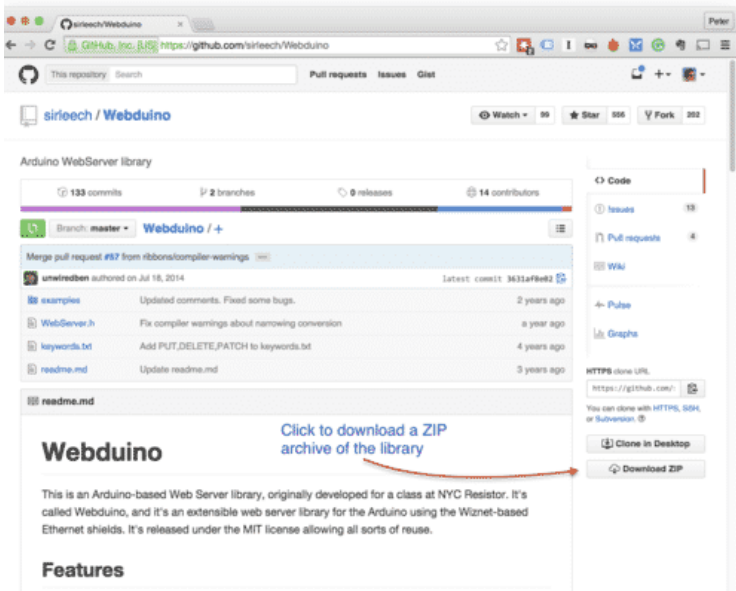 sirleech/Webduino
Peter
GitHub, Inc. [US] https://github.com/sirleech/Webduino
This repository Search Pull requests Issues Gist
sirleech / Webduino Watch 99 Star 556 Fork 202
Arduino WebServer library
133 commits 2 branches 0 releases 14 contributors
Branch: master Webduino / +
Merge pull request #57 from ribbons/compiler-warnings
unwiredben authored on Jul 18, 2014 latest commit 3631af8e02
examples Updated comments. Fixed some bugs. 2 years ago
WebServer.h Fix compiler warnings about narrowing conversion a year ago
keywords.txt Add PUT,DELETE,PATCH to keywords.txt 4 years ago
readme.md Update readme.md 3 years ago
readme.md
Webduino
This is an Arduino-based Web Server library, originally developed for a class at NYC Resistor. It's
called Webduino, and it's an extensible web server library for the Arduino using the Wiznet-based
Ethernet shields. It's released under the MIT license allowing all sorts of reuse.
Features
Code
Issues 13
Pull requests 4
Wiki
Pulse
Graphs
HTTPS clone URL
https://github.com/
You can clone with HTTPS, SSH,
or Subversion.
Clone in Desktop
Download ZIP
Click to download a ZIP
archive of the library